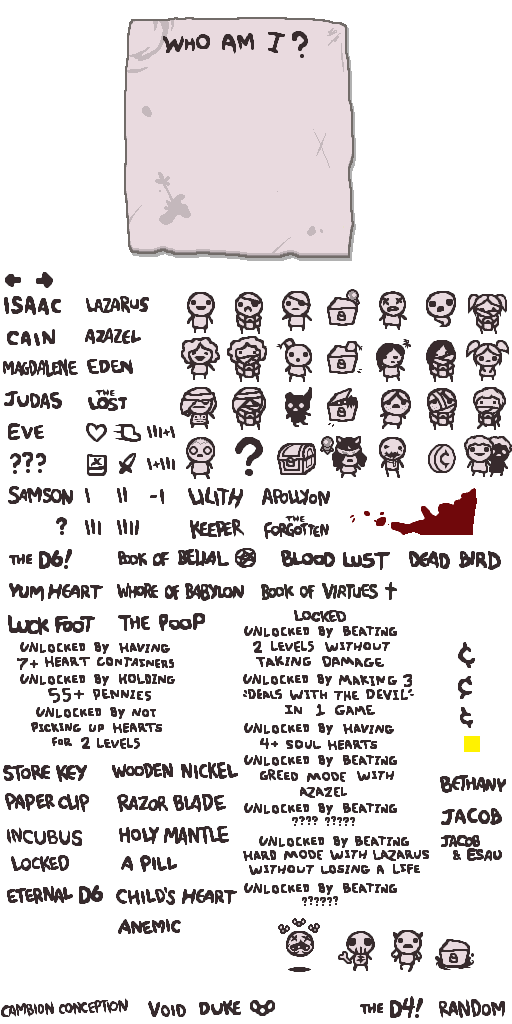 WHO AM I?
ISAAC LAZARUS
CAIN AZAZEL
MAGDALENE EDEN
JUDAS THE LOST
EVE |||+|
??? |+|||
?
¢
SAMSON | || -| LILITH APOLLYON
? ||| |||| KEEPER THE FORGOTTEN
THE D6! BOOK OF BELIAL BLOOD LUST DEAD BIRD
YUM HEART WHORE OF BABYLON BOOK OF VIRTUES
LUCK FOOT THE POOP
UNLOCKED BY HAVING
7+ HEART CONTAINERS
UNLOCKED BY HOLDING
55+ PENNIES
UNLOCKED BY NOT
PICKING UP HEARTS
FOR 2 LEVELS
LOCKED
UNLOCKED BY BEATING
2 LEVELS WITHOUT
TAKING DAMAGE
UNLOCKED BY MAKING 3
"DEALS WITH THE DEVIL"
IN 1 GAME
UNLOCKED BY HAVING
4+ SOUL HEARTS
UNLOCKED BY BEATING
GREED MODE WITH
AZAZEL
UNLOCKED BY BEATING
???? ?????
UNLOCKED BY BEATING
HARD MODE WITH LAZARUS
WITHOUT LOSING A LIFE
UNLOCKED BY BEATING
??????
¢
¢
¢
STORE KEY WOODEN NICKEL
PAPER CLIP RAZOR BLADE
INCUBUS HOLY MANTLE
LOCKED A PILL
ETERNAL D6 CHILD'S HEART
ANEMIC
BETHANY
JACOB
JACOB
& ESAU
CAMBION CONCEPTION VOID DUKE THE D4! RANDOM